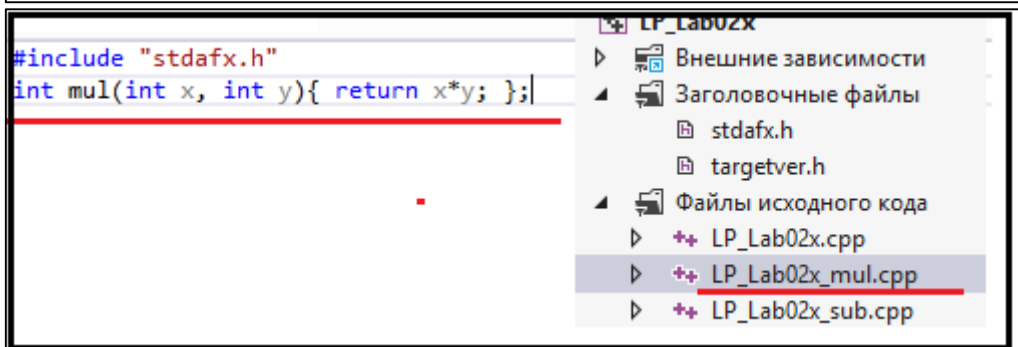 #include "stdafx.h"
int mul(int x, int y){ return x*y; };
LP_Lab02x
Внешние зависимости
Заголовочные файлы
stdafx.h
targetver.h
Файлы исходного кода
LP_Lab02x.cpp
LP_Lab02x_mul.cpp
LP_Lab02x_sub.cpp